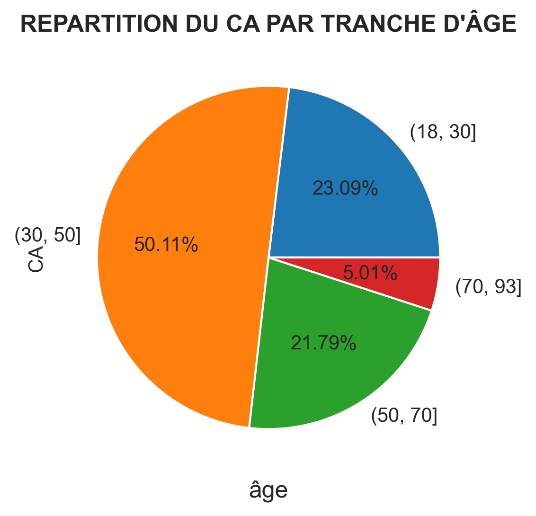 REPARTITION DU CA PAR TRANCHE D'ÂGE
(18, 30]
23.09%
(30, 50]
50.11%
CA
5.01%
(70, 93]
21.79%
(50, 70]
âge